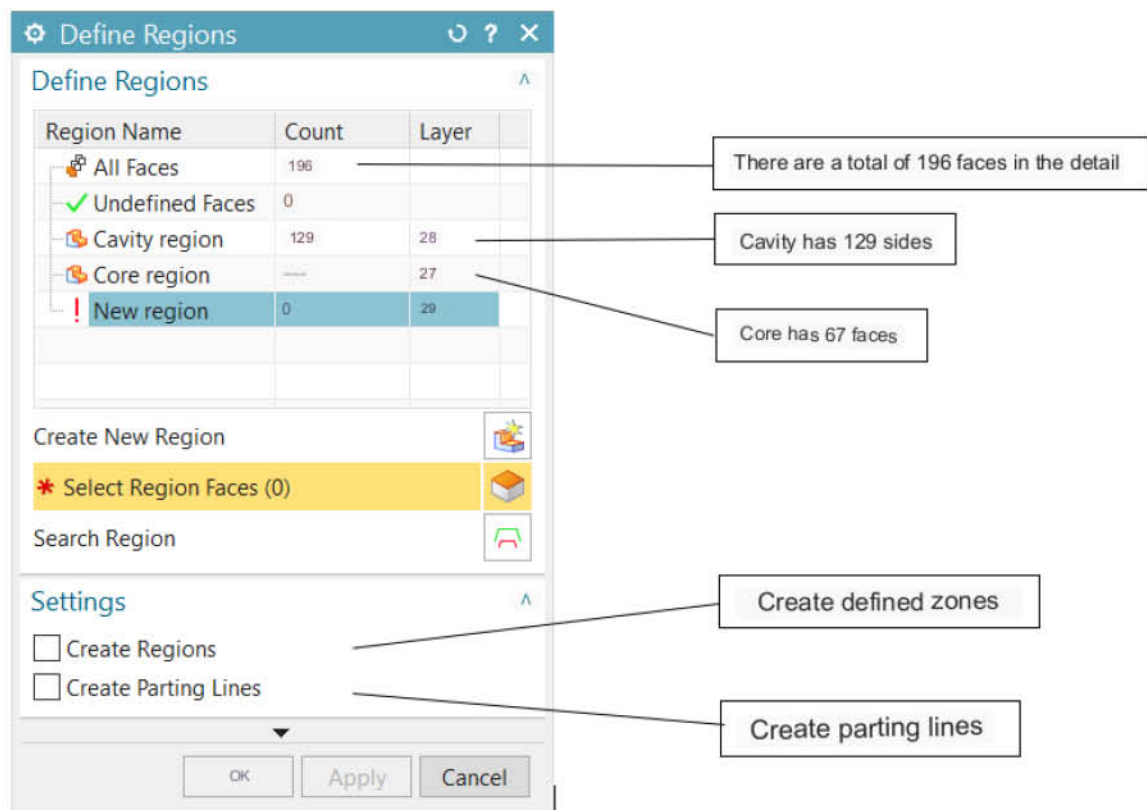 Define Regions
Define Regions
Region Name Count Layer
All Faces 196
Undefined Faces 0
Cavity region 129 28
Core region 27
New region 0 29
Create New Region
* Select Region Faces (0)
Search Region
Settings
Create Regions
Create Parting Lines
OK Apply Cancel
There are a total of 196 faces in the detail
Cavity has 129 sides
Core has 67 faces
Create defined zones
Create parting lines